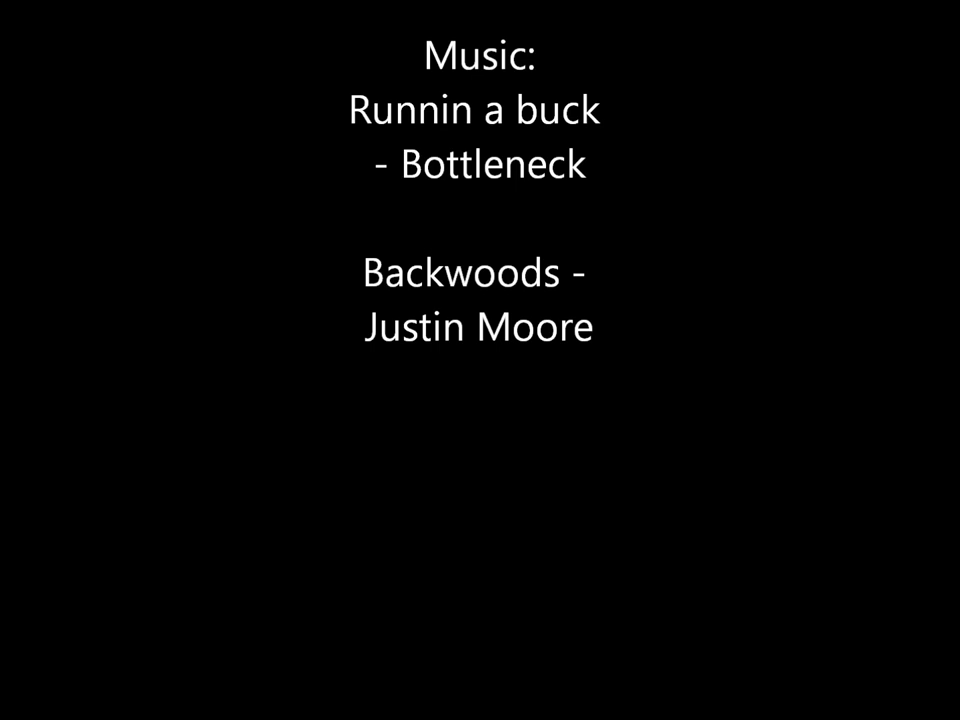 Music:
Runnin a buck
- Bottleneck
Backwoods -
Justin Moore